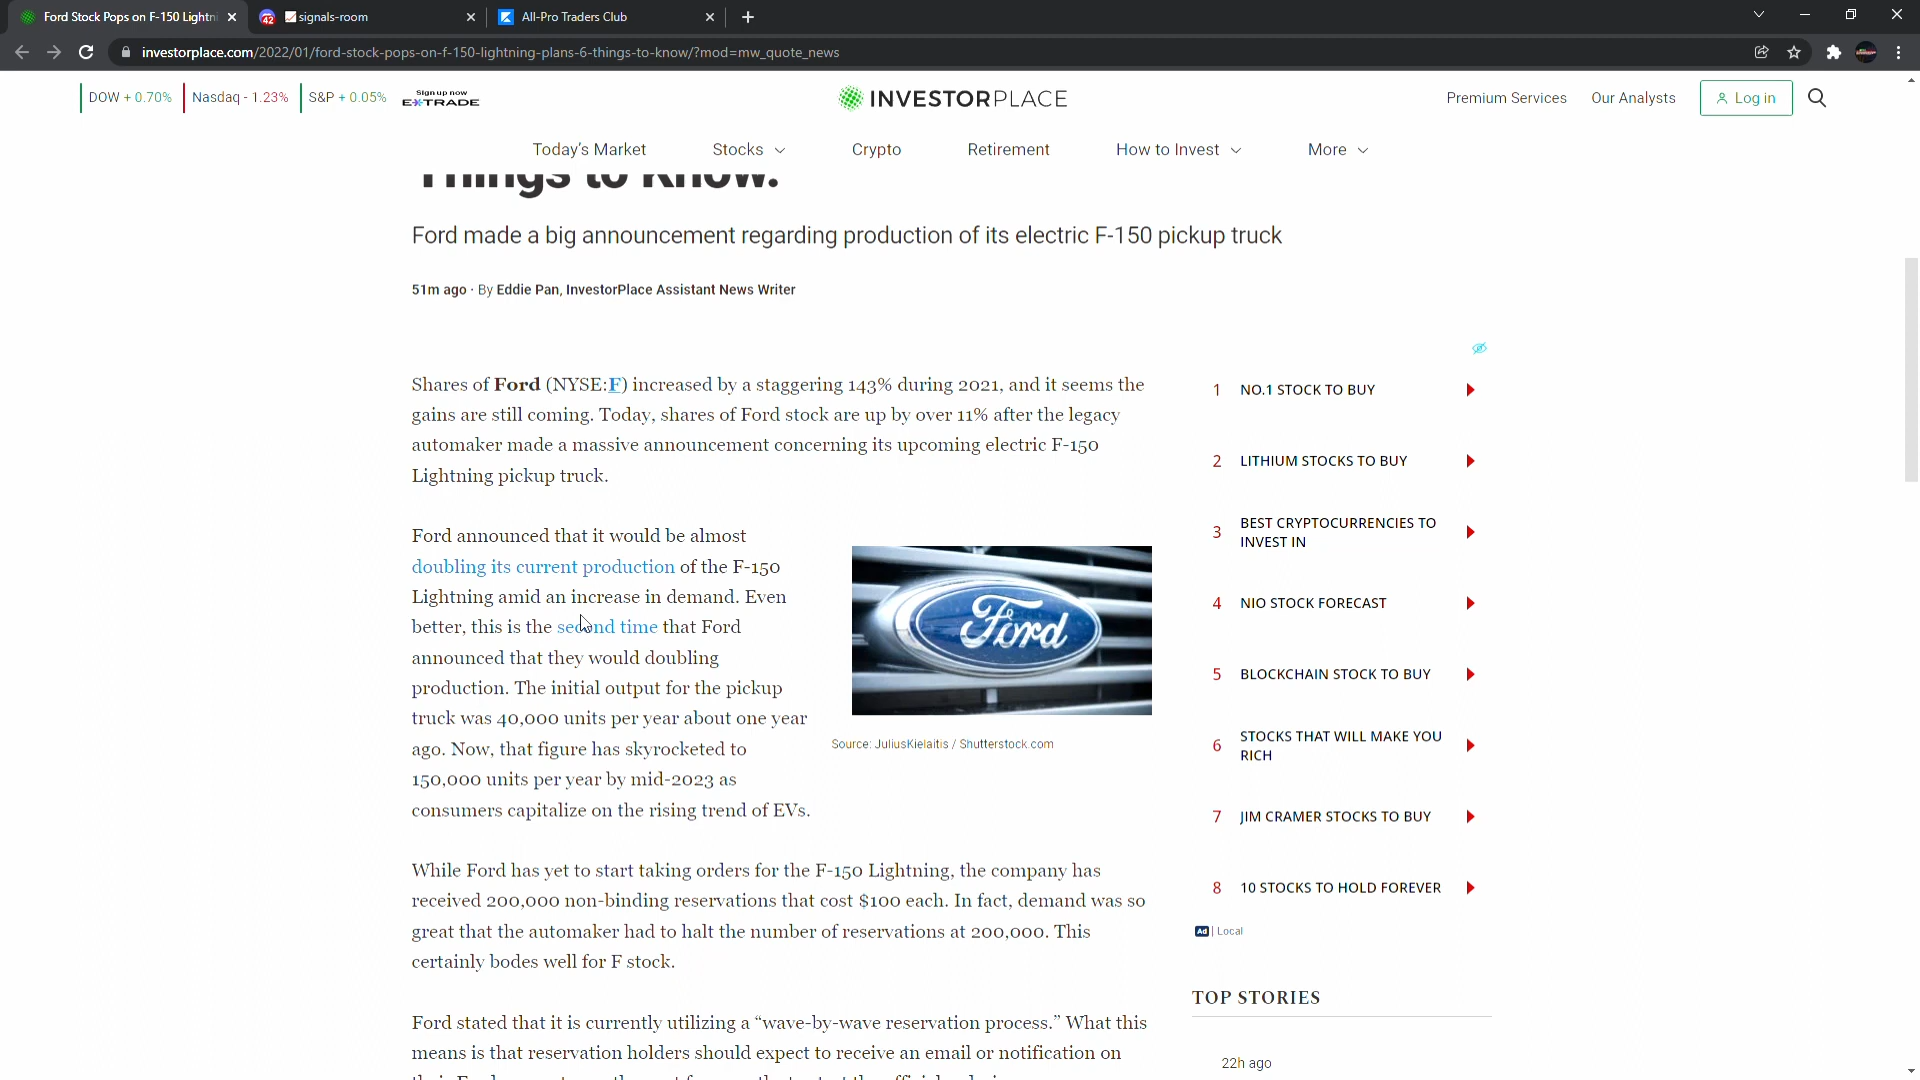 Ford Stock Pops on F-150 Lightni
42
signals-room
All-Pro Traders Club
investorplace.com/2022/01/ford-stock-pops-on-f-150-lightning-plans-6-things-to-know/?mod=mw_quote_news
DOW +0.70%
Nasdaq -1.23%
S&P +0.05%
Sign up now
E*TRADE
INVESTORPLACE
Premium Services
Our Analysts
Log in
Today's Market
Stocks
Crypto
Retirement
How to Invest
More
Things to Know.
Ford made a big announcement regarding production of its electric F-150 pickup truck
51m ago · By Eddie Pan, InvestorPlace Assistant News Writer
Shares of Ford (NYSE:F) increased by a staggering 143% during 2021, and it seems the
gains are still coming. Today, shares of Ford stock are up by over 11% after the legacy
automaker made a massive announcement concerning its upcoming electric F-150
Lightning pickup truck.
Ford announced that it would be almost
doubling its current production of the F-150
Lightning amid an increase in demand. Even
better, this is the second time that Ford
announced that they would doubling
production. The initial output for the pickup
truck was 40,000 units per year about one year
ago. Now, that figure has skyrocketed to
150,000 units per year by mid-2023 as
consumers capitalize on the rising trend of EVs.
Ford
Source: JuliusKielaitis / Shutterstock.com
While Ford has yet to start taking orders for the F-150 Lightning, the company has
received 200,000 non-binding reservations that cost $100 each. In fact, demand was so
great that the automaker had to halt the number of reservations at 200,000. This
certainly bodes well for F stock.
Ford stated that it is currently utilizing a “wave-by-wave reservation process.” What this
means is that reservation holders should expect to receive an email or notification on
1 NO.1 STOCK TO BUY
2 LITHIUM STOCKS TO BUY
3 BEST CRYPTOCURRENCIES TO
INVEST IN
4 NIO STOCK FORECAST
5 BLOCKCHAIN STOCK TO BUY
6 STOCKS THAT WILL MAKE YOU
RICH
7 JIM CRAMER STOCKS TO BUY
8 10 STOCKS TO HOLD FOREVER
Ad | Local
TOP STORIES
22h ago